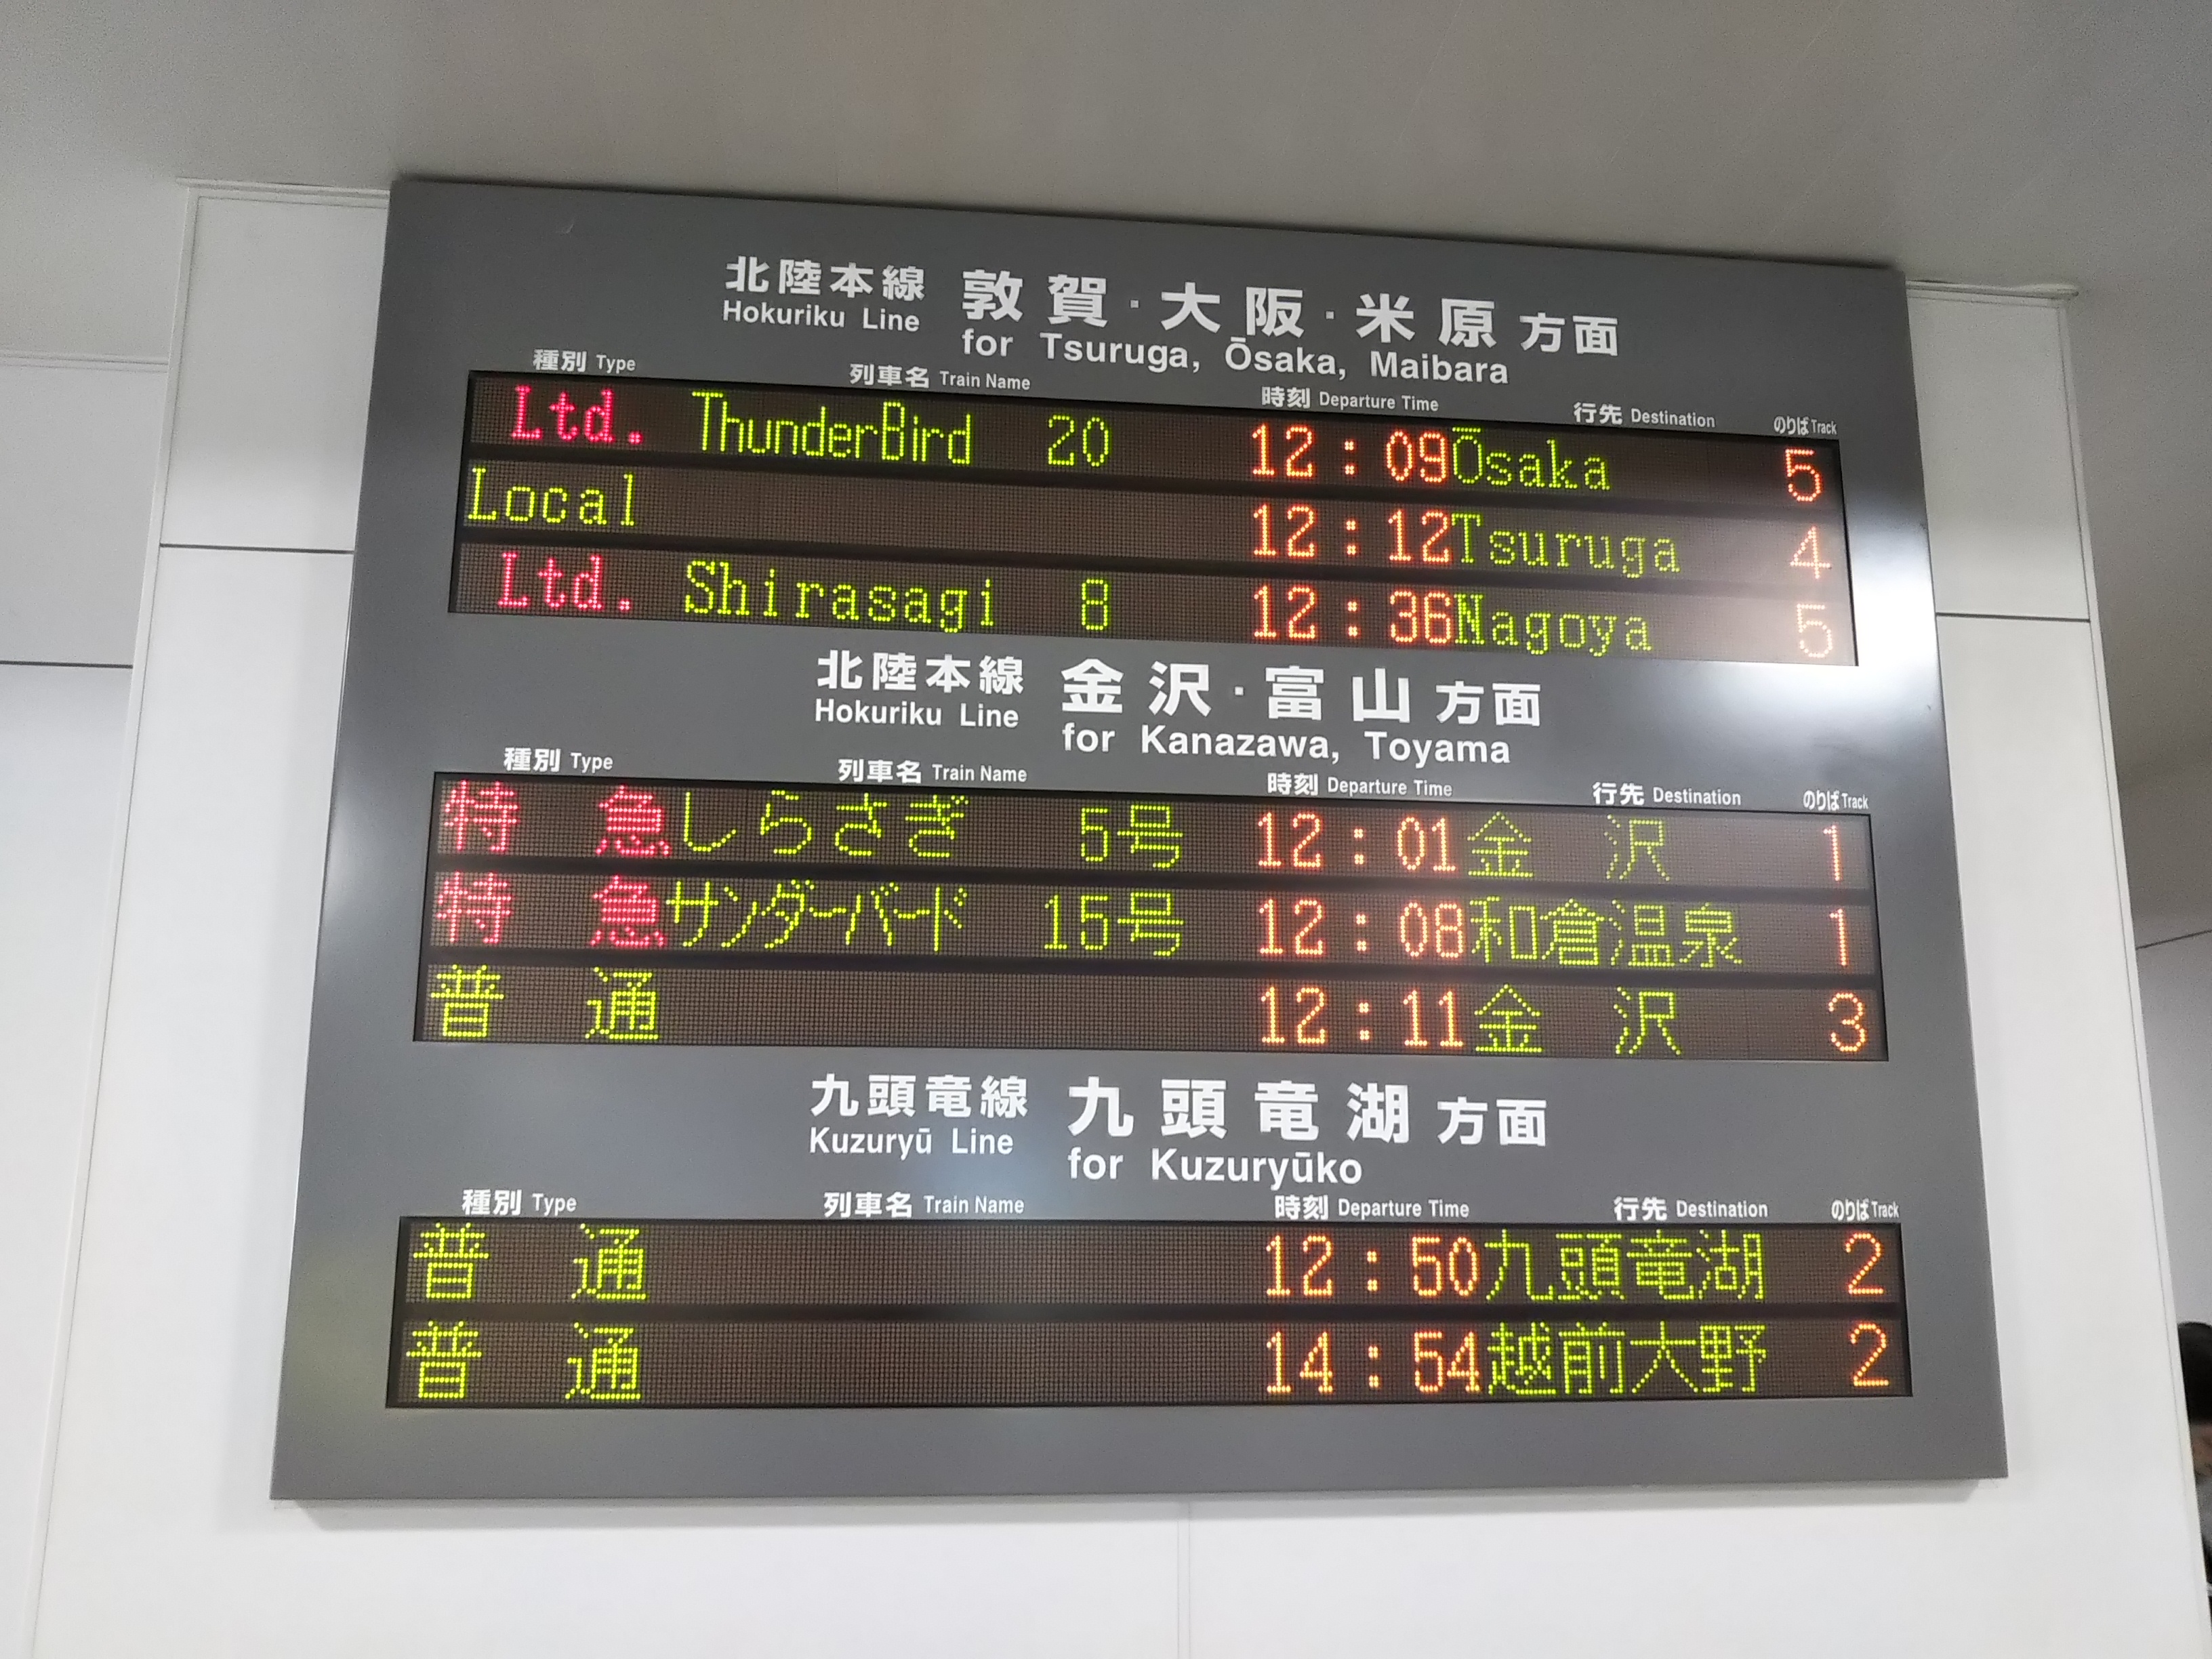 北陸本線 敦賀・大阪・米原方面
Hokuriku Line for Tsuruga, Ōsaka, Maibara
種別 Type 列車名 Train Name 時刻 Departure Time 行先 Destination のりば Track
Ltd. ThunderBird 20 12:09 Ōsaka 5
Local 12:12 Tsuruga 4
Ltd. Shirasagi 8 12:36 Nagoya 5
北陸本線 金沢・富山方面
Hokuriku Line for Kanazawa, Toyama
種別 Type 列車名 Train Name 時刻 Departure Time 行先 Destination のりば Track
特急 しらさぎ 5号 12:01 金沢 1
特急 サンダーバード 15号 12:08 和倉温泉 1
普通 12:11 金沢 3
九頭竜線 九頭竜湖方面
Kuzuryū Line for Kuzuryūko
種別 Type 列車名 Train Name 時刻 Departure Time 行先 Destination のりば Track
普通 12:50 九頭竜湖 2
普通 14:54 越前大野 2